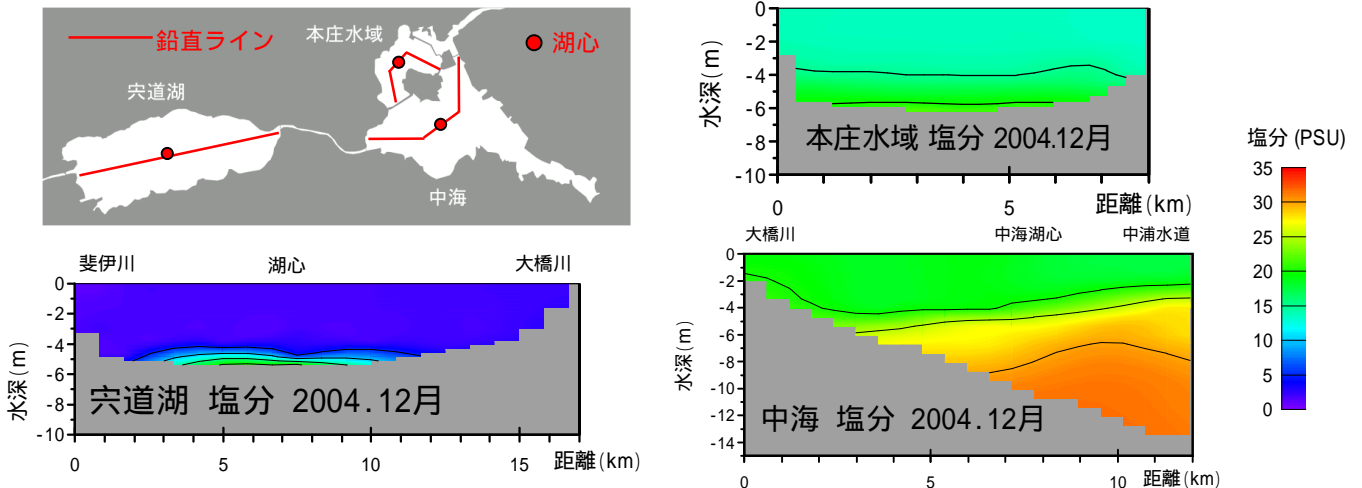 鉛直ライン
本庄水域
湖心
宍道湖
中海
0
-2
-4
-6
-8
-10
水深(m)
本庄水域 塩分 2004.12月
0
5
距離(km)
塩分 (PSU)
35
30
25
20
15
10
5
0
斐伊川
湖心
大橋川
0
-2
-4
-6
-8
-10
水深(m)
宍道湖 塩分 2004.12月
0
5
10
15
距離(km)
大橋川
中海湖心
中浦水道
0
-2
-4
-6
-8
-10
-12
-14
水深(m)
中海 塩分 2004.12月
0
5
10
距離(km)